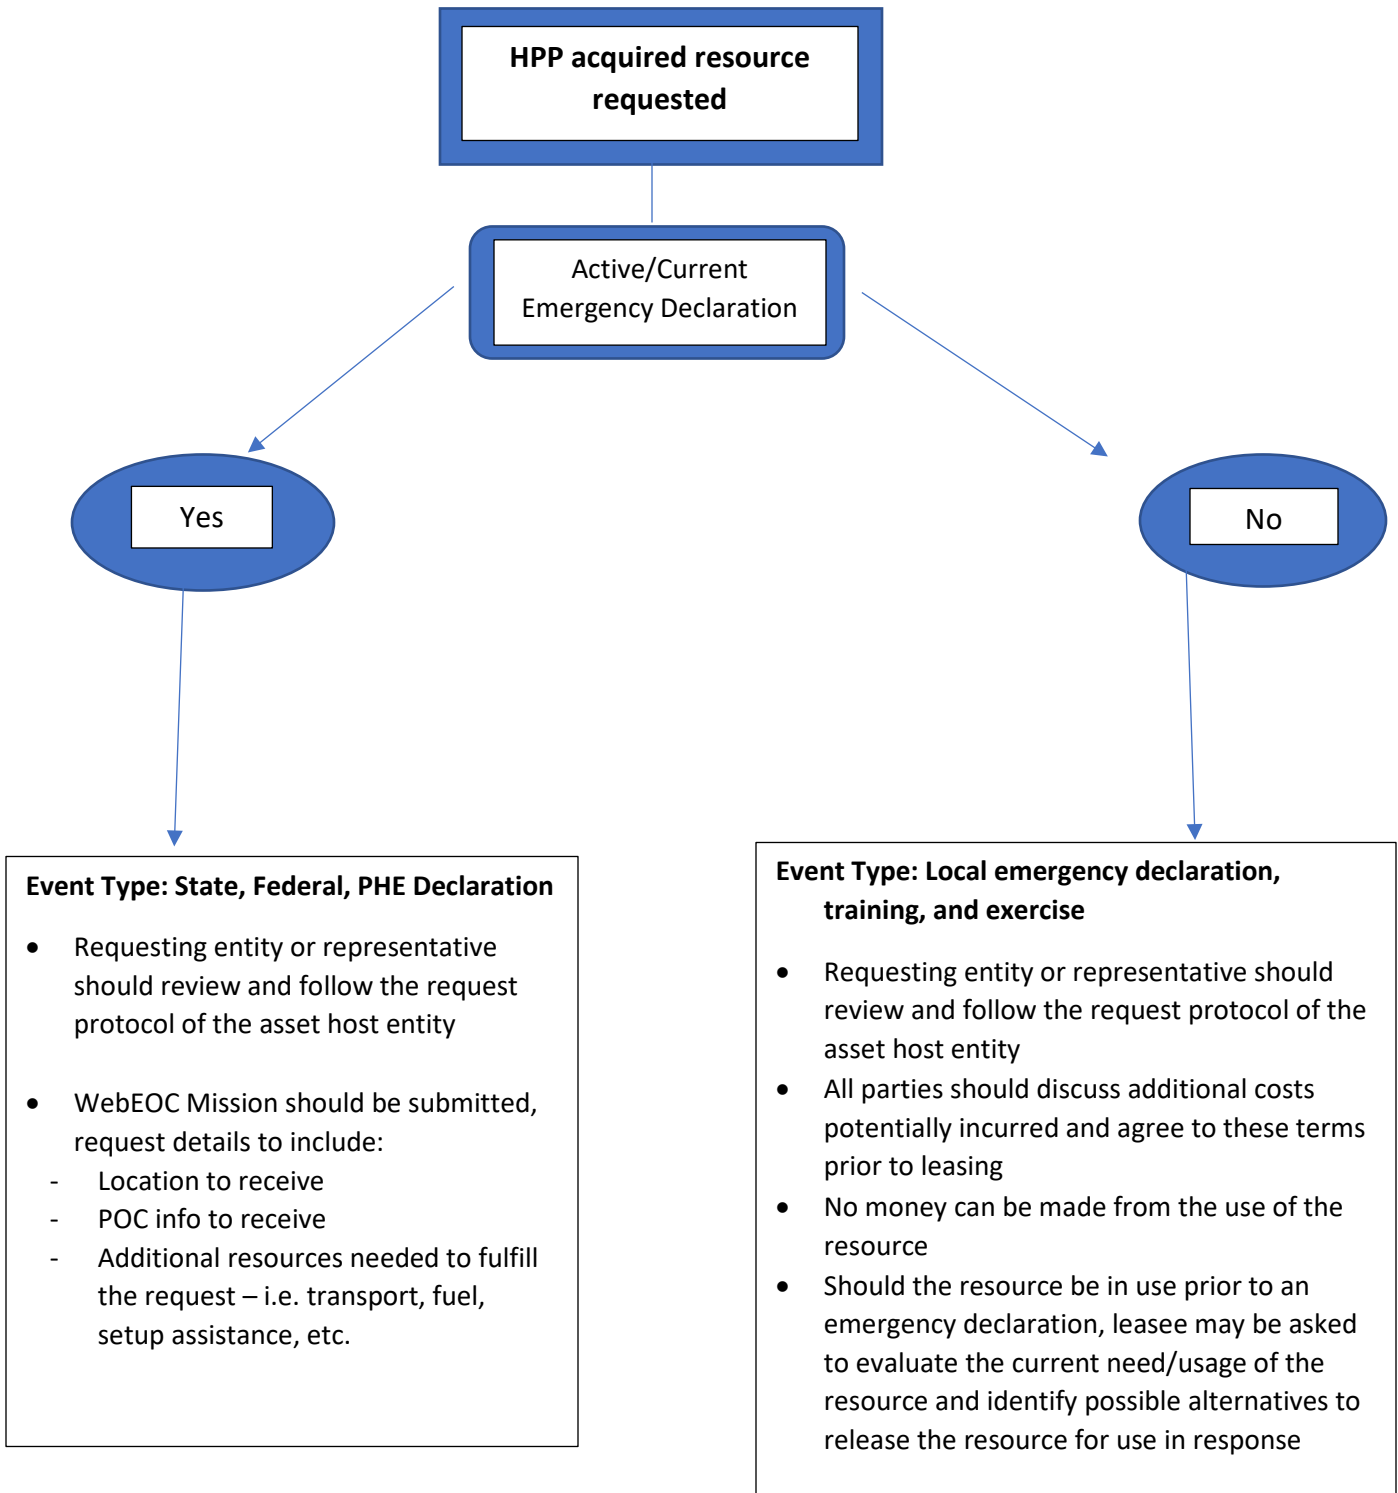 HPP acquired resource
requested
Active/Current
Emergency Declaration
Yes
No
Event Type: State, Federal, PHE Declaration
• Requesting entity or representative
should review and follow the request
protocol of the asset host entity
• WebEOC Mission should be submitted,
request details to include:
- Location to receive
- POC info to receive
- Additional resources needed to fulfill
the request – i.e. transport, fuel,
setup assistance, etc.
Event Type: Local emergency declaration,
training, and exercise
• Requesting entity or representative should
review and follow the request protocol of the
asset host entity
• All parties should discuss additional costs
potentially incurred and agree to these terms
prior to leasing
• No money can be made from the use of the
resource
• Should the resource be in use prior to an
emergency declaration, leasee may be asked
to evaluate the current need/usage of the
resource and identify possible alternatives to
release the resource for use in response